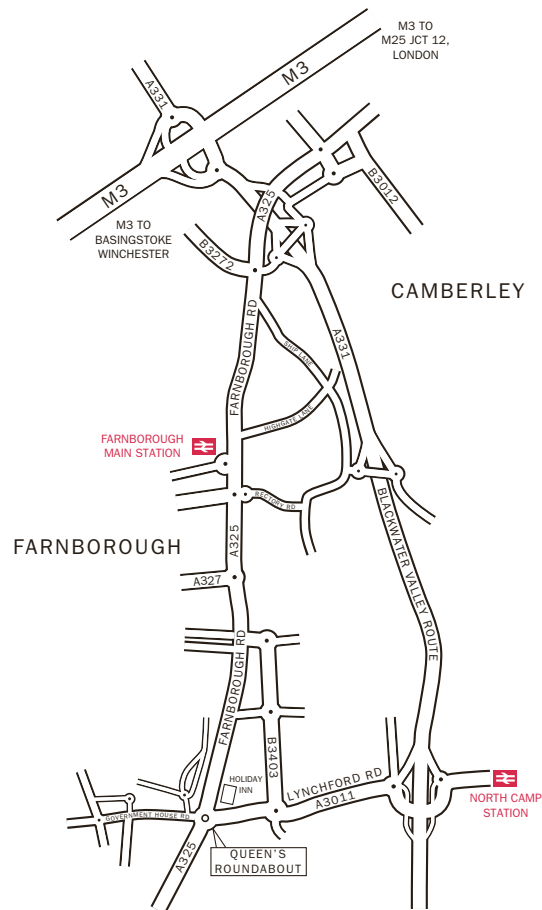 M3 TO
M25 JCT 12,
LONDON
A331
M3
M3
M3 TO
BASINGSTOKE
WINCHESTER
A325
B3012
B3272
CAMBERLEY
FARNBOROUGH RD
SHIP LANE
A331
HIGHGATE LANE
FARNBOROUGH
MAIN STATION
RECTORY RD
BLACKWATER VALLEY ROUTE
A325
FARNBOROUGH
A327
FARNBOROUGH RD
B3403
HOLIDAY
INN
LYNCHFORD RD
A3011
NORTH CAMP
STATION
GOVERNMENT HOUSE RD
A325
QUEEN'S
ROUNDABOUT